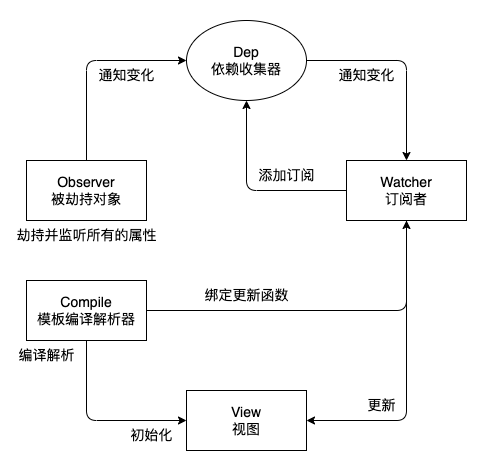 Dep
依赖收集器
通知变化
通知变化
添加订阅
Observer
被劫持对象
Watcher
订阅者
劫持并监听所有的属性
Compile
模板编译解析器
绑定更新函数
编译解析
初始化
View
视图
更新